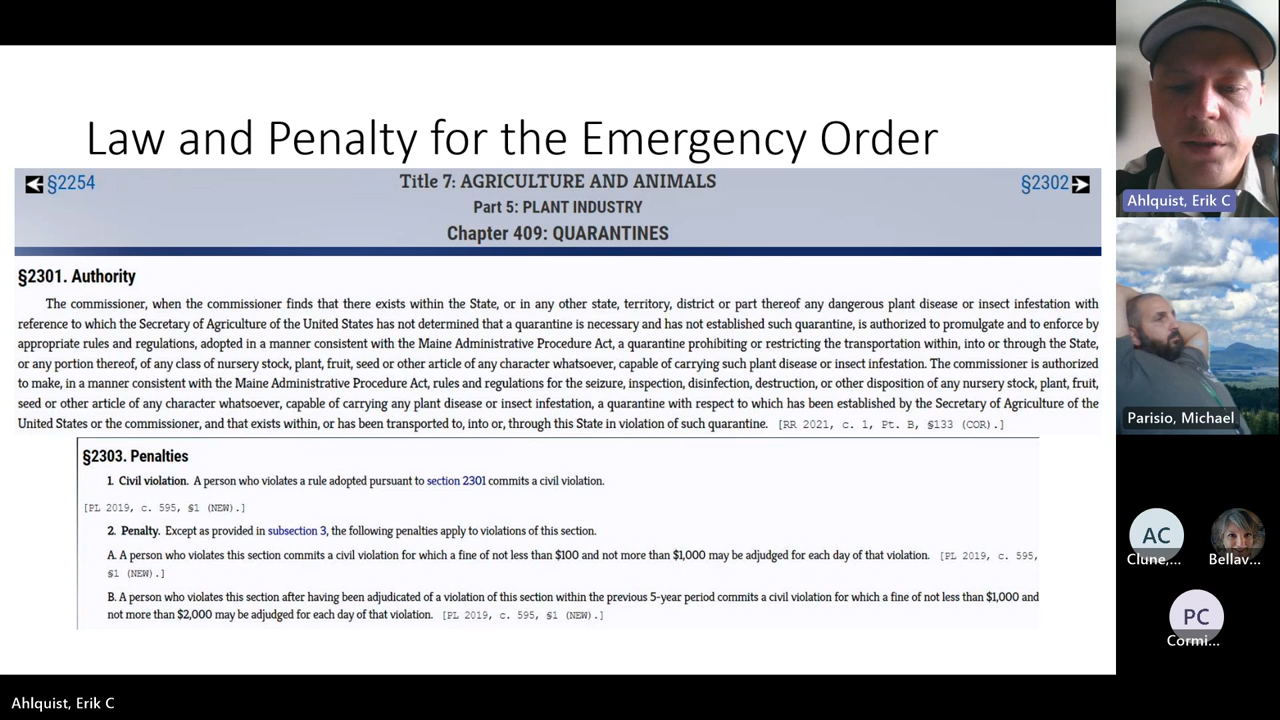 Law and Penalty for the Emergency Order
§2254
Title 7: AGRICULTURE AND ANIMALS
§2302
Part 5: PLANT INDUSTRY
Chapter 409: QUARANTINES
§2301. Authority
The commissioner, when the commissioner finds that there exists within the State, or in any other state, territory, district or part thereof any dangerous plant disease or insect infestation with
reference to which the Secretary of Agriculture of the United States has not determined that a quarantine is necessary and has not established such quarantine, is authorized to promulgate and to enforce by
appropriate rules and regulations, adopted in a manner consistent with the Maine Administrative Procedure Act, a quarantine prohibiting or restricting the transportation within, into or through the State,
or any portion thereof, of any class of nursery stock, plant, fruit, seed or other article of any character whatsoever, capable of carrying such plant disease or insect infestation. The commissioner is authorized
to make, in a manner consistent with the Maine Administrative Procedure Act, rules and regulations for the seizure, inspection, disinfection, destruction, or other disposition of any nursery stock, plant, fruit,
seed or other article of any character whatsoever, capable of carrying any plant disease or insect infestation, a quarantine with respect to which has been established by the Secretary of Agriculture of the
United States or the commissioner, and that exists within, or has been transported to, into or, through this State in violation of such quarantine. [RR 2021, c. 1, Pt. B, §133 (COR).]
§2303. Penalties
1. Civil violation. A person who violates a rule adopted pursuant to section 2301 commits a civil violation.
[PL 2019, c. 595, §1 (NEW).]
2. Penalty. Except as provided in subsection 3, the following penalties apply to violations of this section.
A. A person who violates this section commits a civil violation for which a fine of not less than $100 and not more than $1,000 may be adjudged for each day of that violation. [PL 2019, c. 595,
§1 (NEW).]
B. A person who violates this section after having been adjudicated of a violation of this section within the previous 5-year period commits a civil violation for which a fine of not less than $1,000 and
not more than $2,000 may be adjudged for each day of that violation. [PL 2019, c. 595, §1 (NEW).]
Ahlquist, Erik C
Parisio, Michael
AC
Clune,...
Bellav...
PC
Cormi...
Ahlquist, Erik C